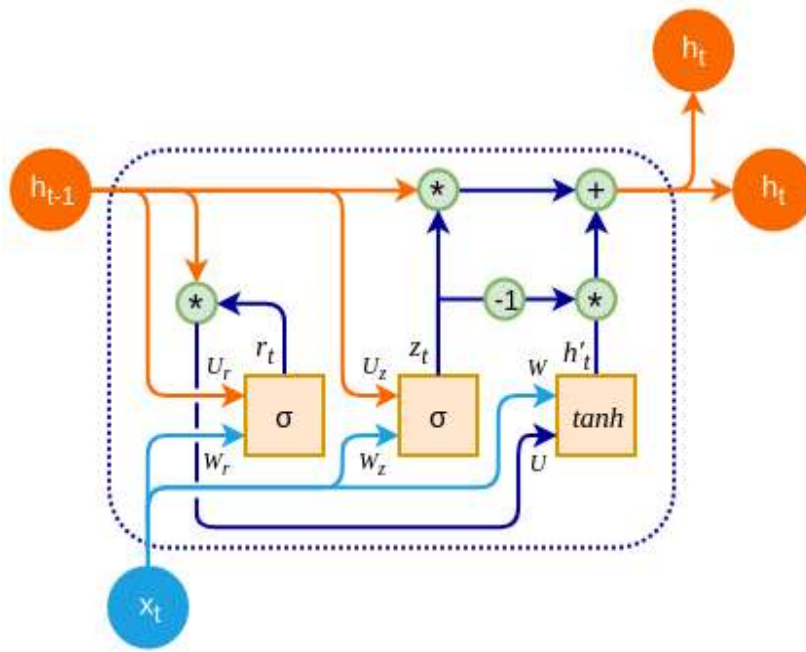 h_t
h_{t-1}
*
+
h_t
*
-1
*
r_t
z_t
h'_t
U_r
U_z
W
σ
σ
tanh
W_r
W_z
U
x_t